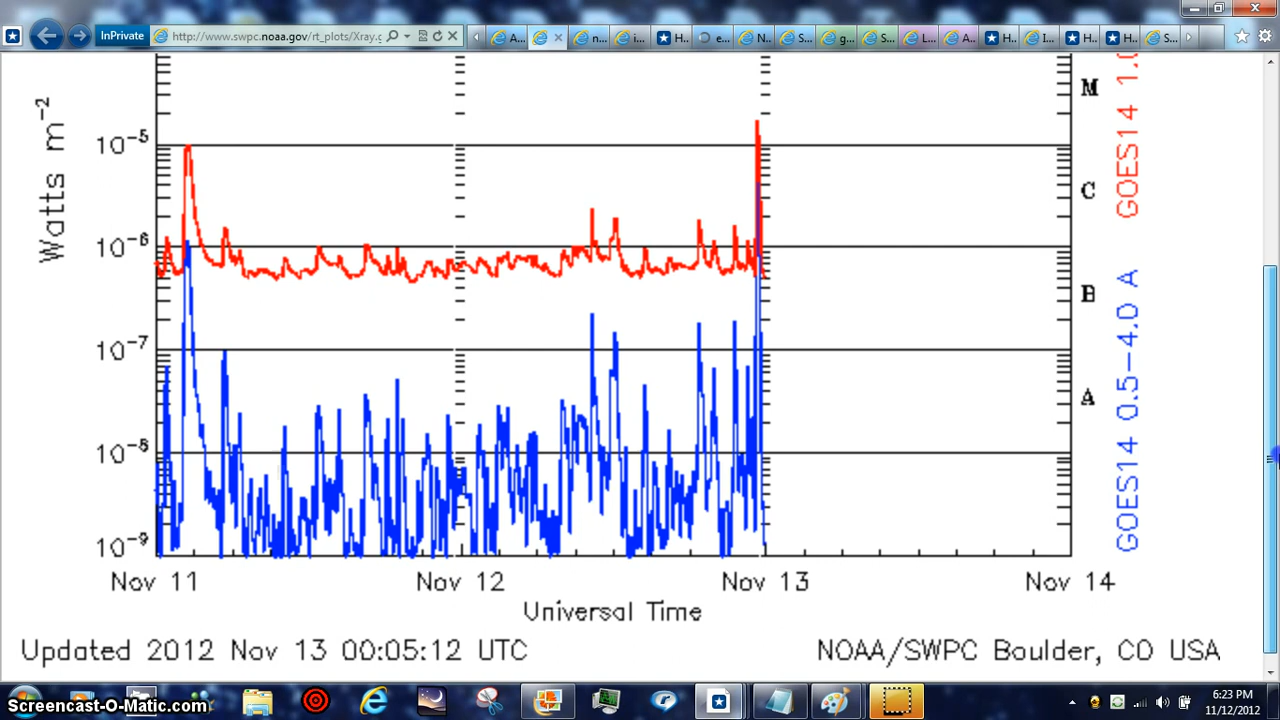 InPrivate
http://www.swpc.noaa.gov/rt_plots/Xray.g
A...
n...
i...
H...
e...
N...
S...
g...
S...
L...
A...
H...
I...
H...
H...
S...
Watts m-2
10-5
10-6
10-7
10-8
10-9
M
C
B
A
GOES14 1.0
GOES14 0.5-4.0 A
Nov 11
Nov 12
Nov 13
Nov 14
Universal Time
Updated 2012 Nov 13 00:05:12 UTC
NOAA/SWPC Boulder, CO USA
Screencast-O-Matic.com
6:23 PM
11/12/2012